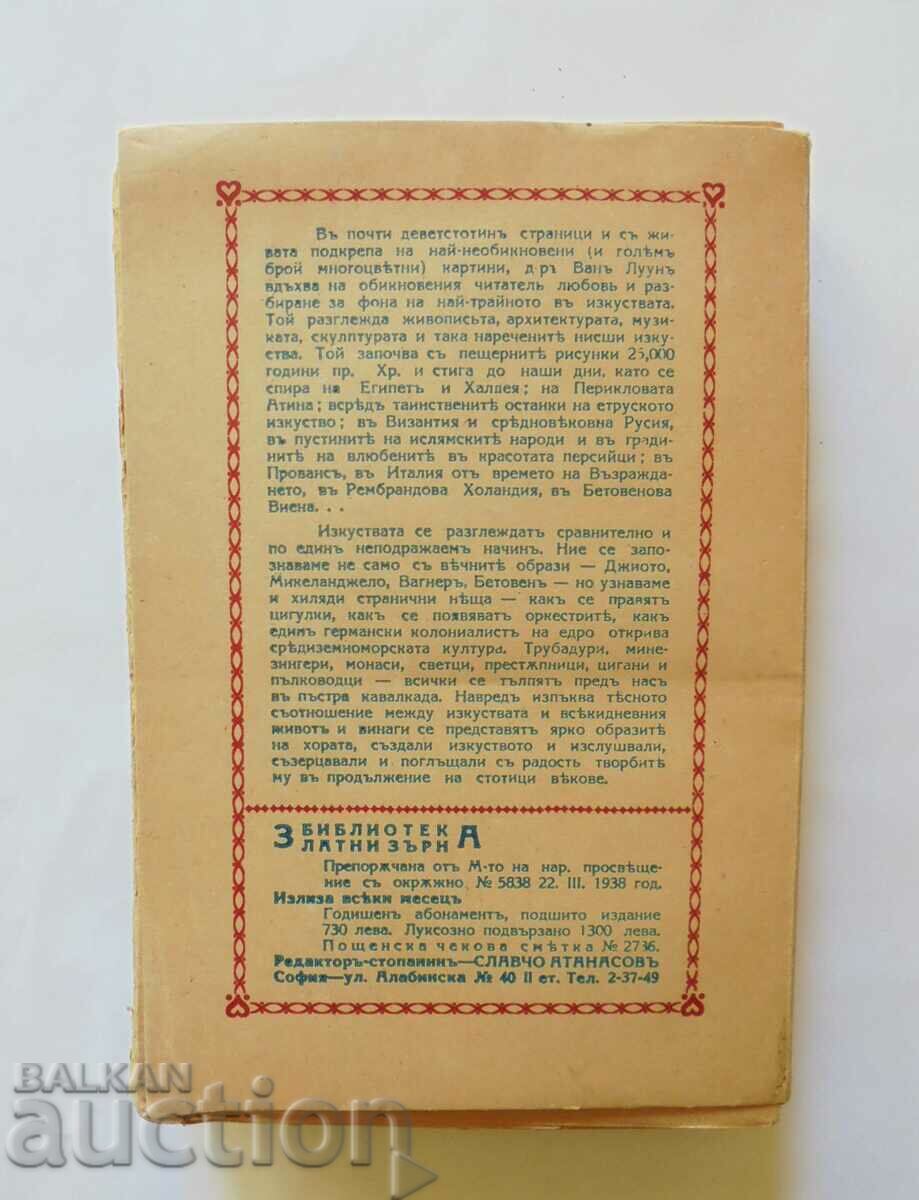 Въ почти деветстотинъ страници и съ жи-
вата подкрепа на най-необикновени (и голѣмъ
брой многоцвѣтни) картини, д-ръ Ванъ Луунъ
вдъхва на обикновения читатель любовь и раз-
биране за фона на най-трайното въ изкуствата.
Той разглежда живописьта, архитектурата, музи-
ката, скулптурата и така наречените нисши изку-
ства. Той започва съ пещернитѣ рисунки 25,000
години пр. Хр. и стига до наши дни, като се
спира на Египетъ и Халдея; на Перикловата
Атина; всрѣдъ таинственитѣ останки на етруското
изкуство; въ Византия и срѣдновѣковна Русия,
въ пустинитѣ на ислямскитѣ народи и въ гради-
нитѣ на влюбенитѣ въ красотата персийци; въ
Провансъ, въ Италия отъ времето на Възражда-
нето, въ Рембрандова Холандия, въ Бетовенова
Виена. . .
Изкуствата се разглеждатъ сравнително и
по единъ неподражаемъ начинъ. Ние се запо-
знаваме не само съ вѣчнитѣ образи — Джиото,
Микеланджело, Вагнеръ, Бетовенъ — но узнаваме
и хиляди странични нѣща — какъ се правятъ
цигулки, какъ се появяватъ оркестритѣ, какъ
единъ германски колониалистъ на едро открива
срѣдиземноморската култура. Трубадури, мине-
зингери, монаси, светци, престѫпници, цигани и
пълководци — всички се тълпятъ предъ насъ
въ пъстра кавалкада. Навредъ изпъква тѣсното
съотношение между изкуствата и всѣкидневния
животъ и винаги се представятъ ярко образитѣ
на хората, създали изкуството и изслушвали,
съзерцавали и поглъщали съ радость творбитѣ
му въ продължение на стотици вѣкове.
БИБЛИОТЕКА
ЗЛАТНИ ЗЪРНА
Препорѫчана отъ М-то на нар. просвѣще-
ние съ окрѫжно № 5838 22. III. 1938 год.
Излиза всѣки месецъ
Годишенъ абонаментъ, подшито издание
730 лева. Луксозно подвързано 1300 лева.
Пощенска чекова смѣтка № 2736.
Редакторъ-стопанинъ—СЛАВЧО АТАНАСОВЪ
София—ул. Алабинска № 40 II ет. Тел. 2-37-49
BALKAN
auction